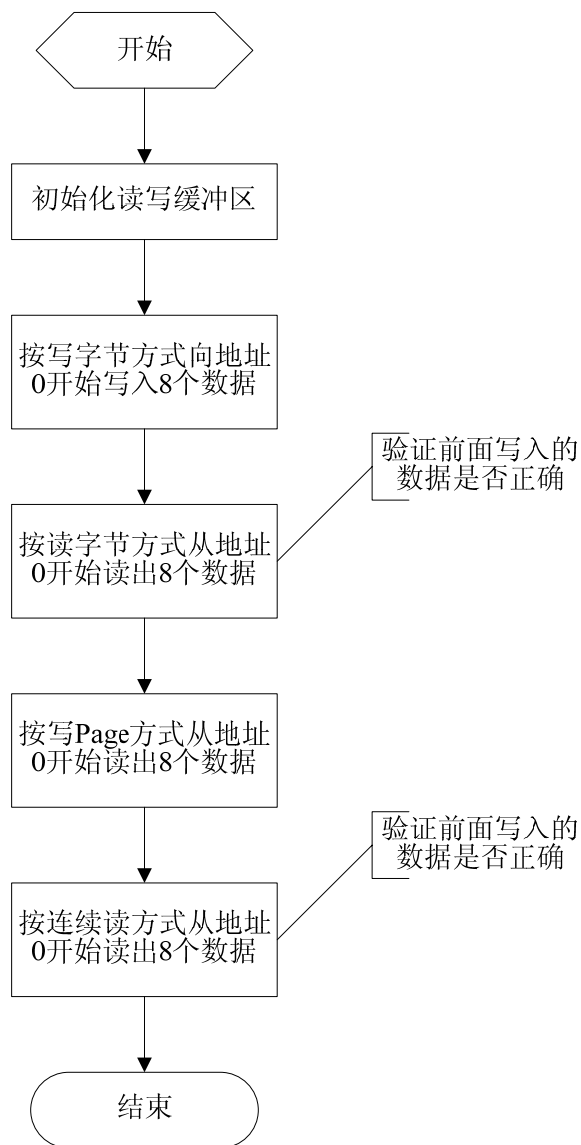 开始
初始化读写缓冲区
按写字节方式向地址
0开始写入8个数据
验证前面写入的
数据是否正确
按读字节方式从地址
0开始读出8个数据
按写Page方式从地址
0开始读出8个数据
验证前面写入的
数据是否正确
按连续读方式从地址
0开始读出8个数据
结束